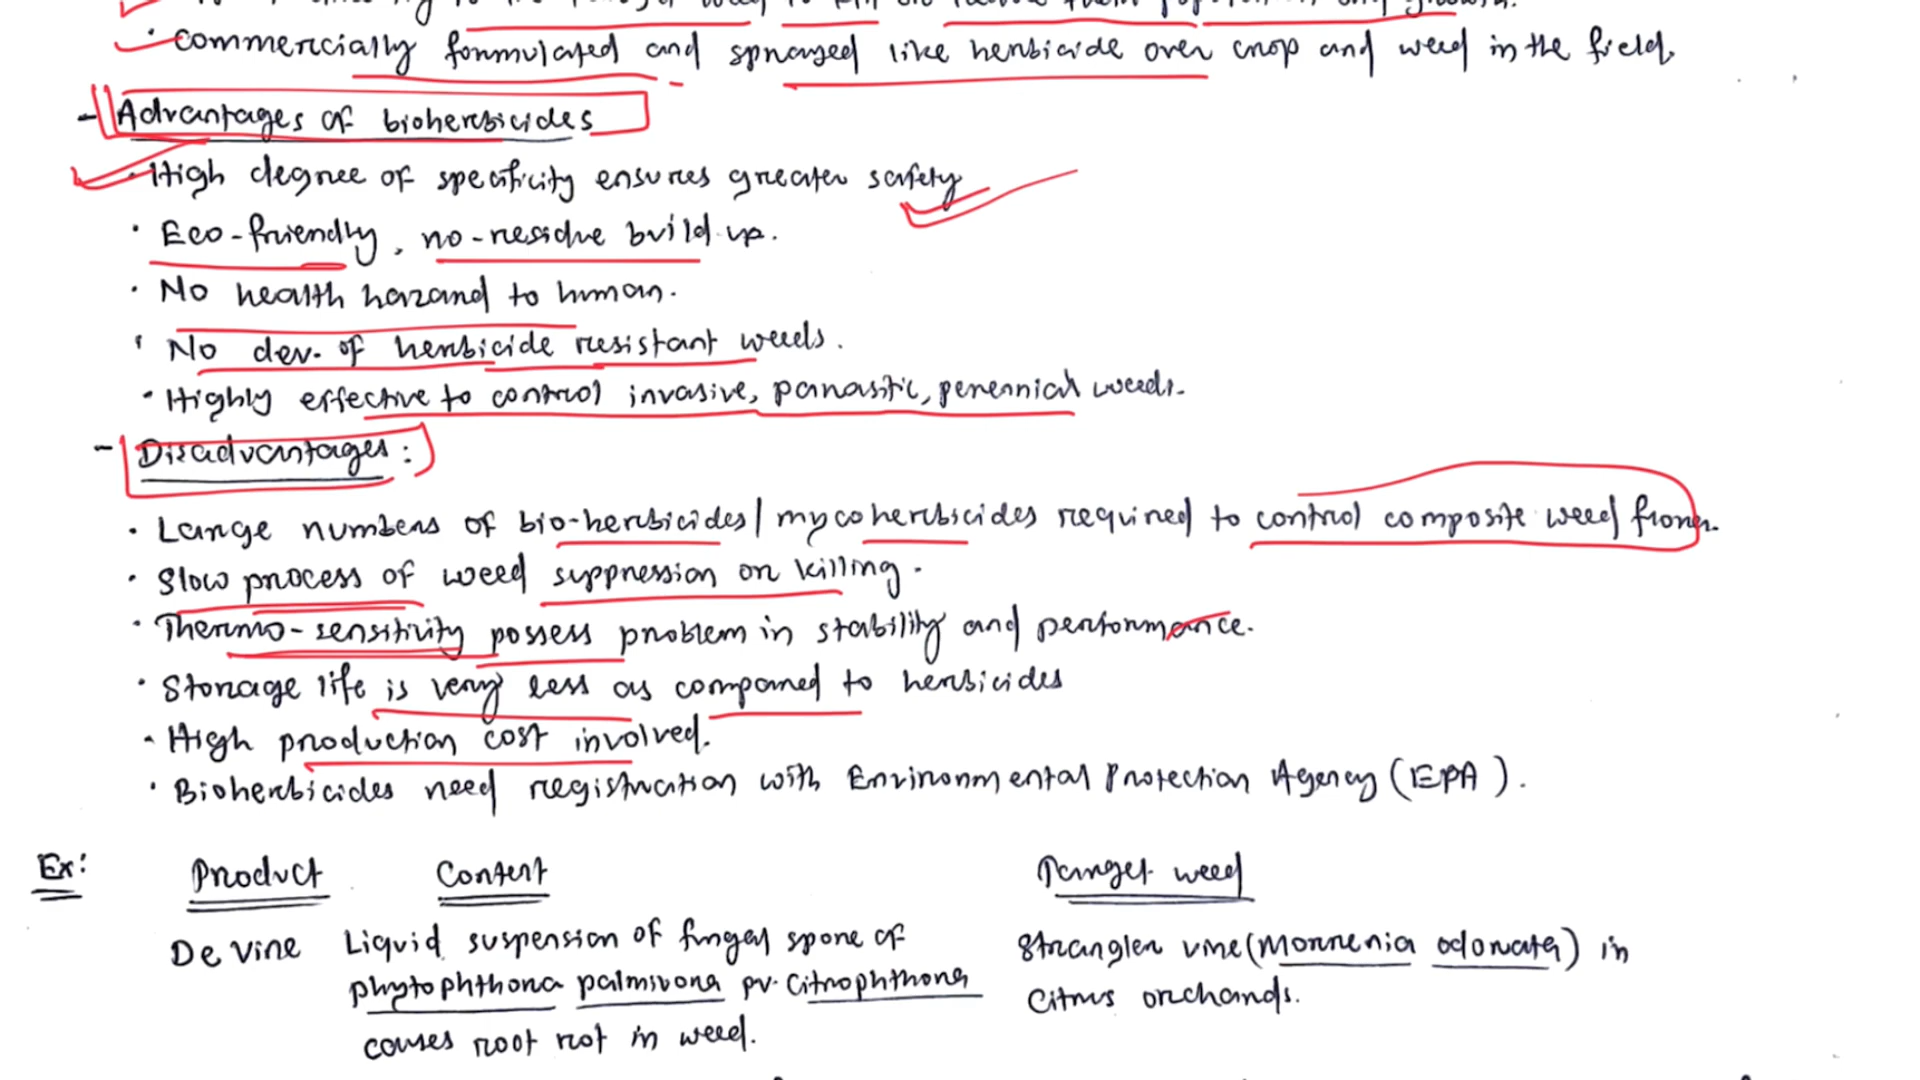 • commercially formulated and sprayed like herbicide over crop and weed in the field.
- Advantages of bioherbicides
• High degree of specificity ensures greater safety
• Eco-friendly, no-residue build up.
• No health hazard to human.
• No dev. of herbicide resistant weeds.
• Highly effective to control invasive, parasitic, perennial weeds.
- Disadvantages :
• Large numbers of bio-herbicides/mycoherbicides required to control composite weed
• Slow process of weed suppression or killing.
• Thermo-sensitivity possess problem in stability and performance.
• Storage life is very less as compared to herbicides
• High production cost involved.
• Bioherbicides need registration with Environmental Protection Agency (EPA).
Ex: Product Content Target weed
De Vine Liquid suspension of fungal spore of Strangler vine (Morrenia odorata) in
phytophthora palmivora pv. Citrophthora Citrus orchards.
causes root rot in weed.